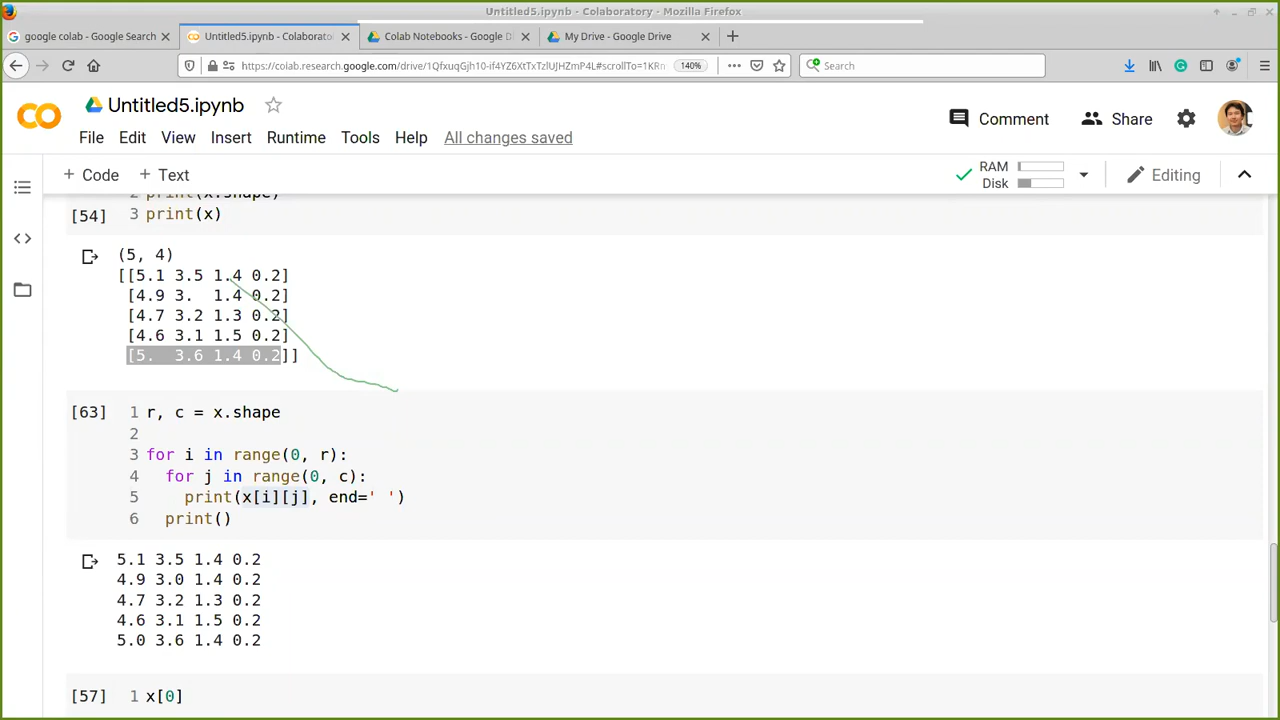 Untitled5.ipynb - Colaboratory - Mozilla Firefox
google colab - Google Search
Untitled5.ipynb - Colaborato
Colab Notebooks - Google D
My Drive - Google Drive
https://colab.research.google.com/drive/1QfxuqGjh10-if4YZ6XtTxTzlUJHZmP4L#scrollTo=1KRn
140%
Search
Untitled5.ipynb
Comment
Share
File Edit View Insert Runtime Tools Help All changes saved
+ Code + Text
RAM
Disk
Editing
2 print(x.shape)
[54] 3 print(x)
(5, 4)
[[5.1 3.5 1.4 0.2]
[4.9 3. 1.4 0.2]
[4.7 3.2 1.3 0.2]
[4.6 3.1 1.5 0.2]
[5. 3.6 1.4 0.2]]
[63] 1 r, c = x.shape
2
3 for i in range(0, r):
4 for j in range(0, c):
5 print(x[i][j], end=' ')
6 print()
5.1 3.5 1.4 0.2
4.9 3.0 1.4 0.2
4.7 3.2 1.3 0.2
4.6 3.1 1.5 0.2
5.0 3.6 1.4 0.2
[57] 1 x[0]